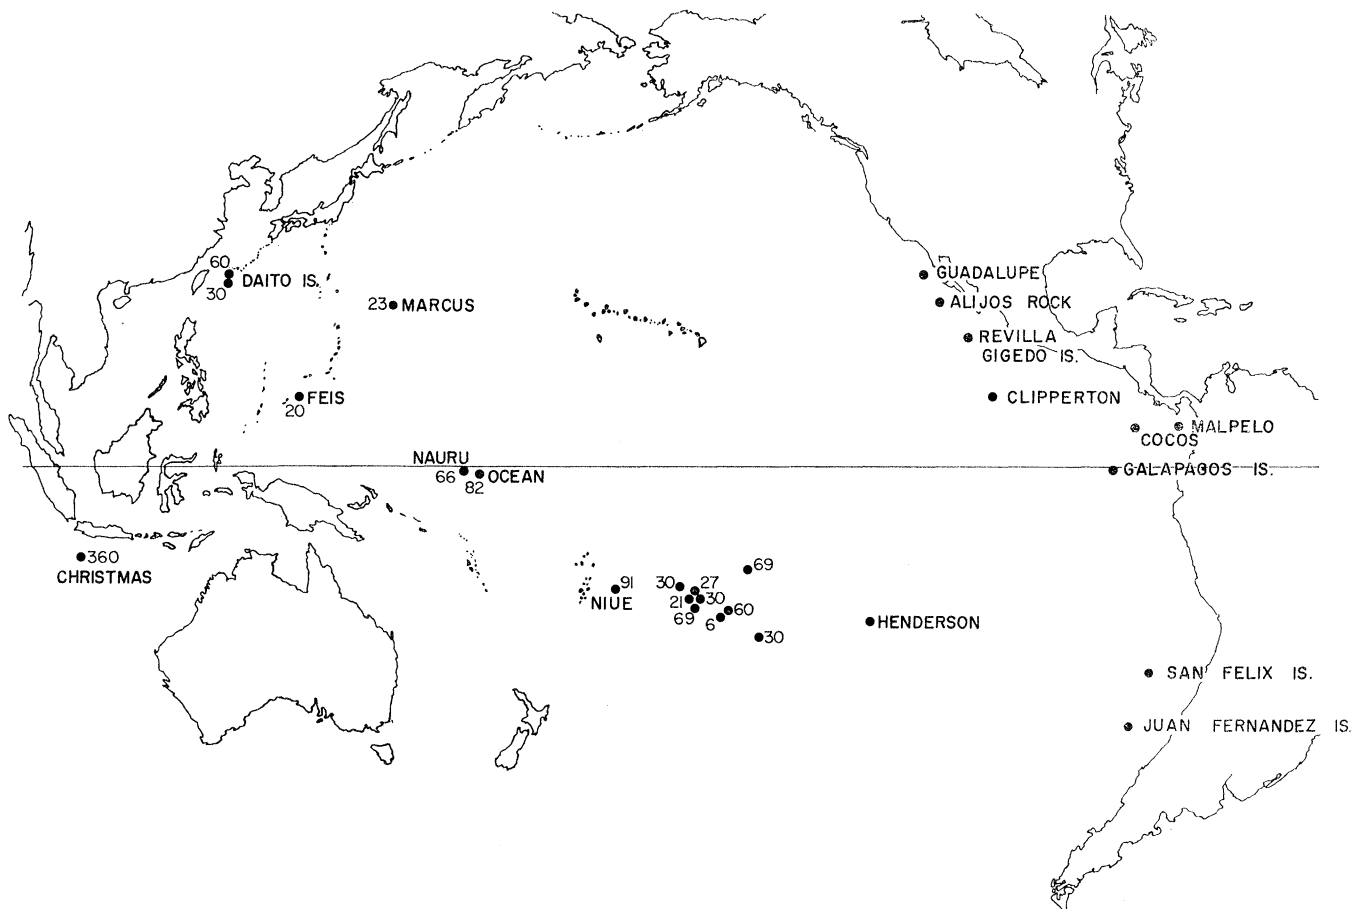 60
DAITO IS.
30
GUADALUPE
23 MARCUS
ALIJOS ROCK
REVILLA
GIGEDO IS.
FEIS
20
CLIPPERTON
MALPELO
COCOS
NAURU
66
OCEAN
82
GALAPAGOS IS.
360
CHRISTMAS
69
91
NIUE
30
27
21
30
69
60
6
30
HENDERSON
SAN FELIX IS.
JUAN FERNANDEZ IS.